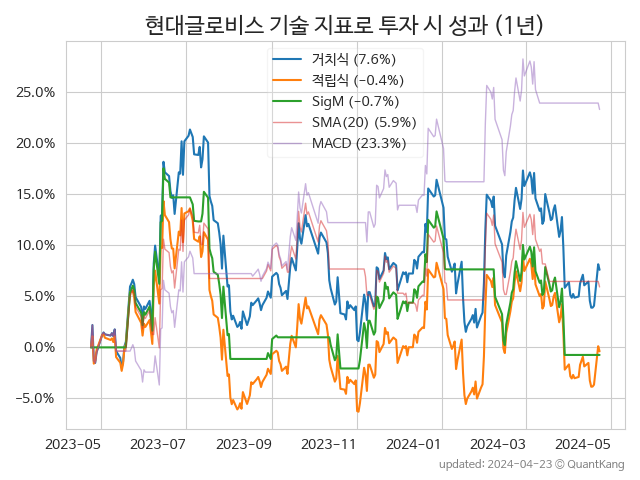 현대글로비스 기술 지표로 투자 시 성과 (1년)
거치식 (7.6%)
적립식 (−0.4%)
SigM (−0.7%)
SMA(20) (5.9%)
MACD (23.3%)
25.0%
20.0%
15.0%
10.0%
5.0%
0.0%
−5.0%
2023-05 2023-07 2023-09 2023-11 2024-01 2024-03 2024-05
updated: 2024-04-23 ⓒ QuantKang